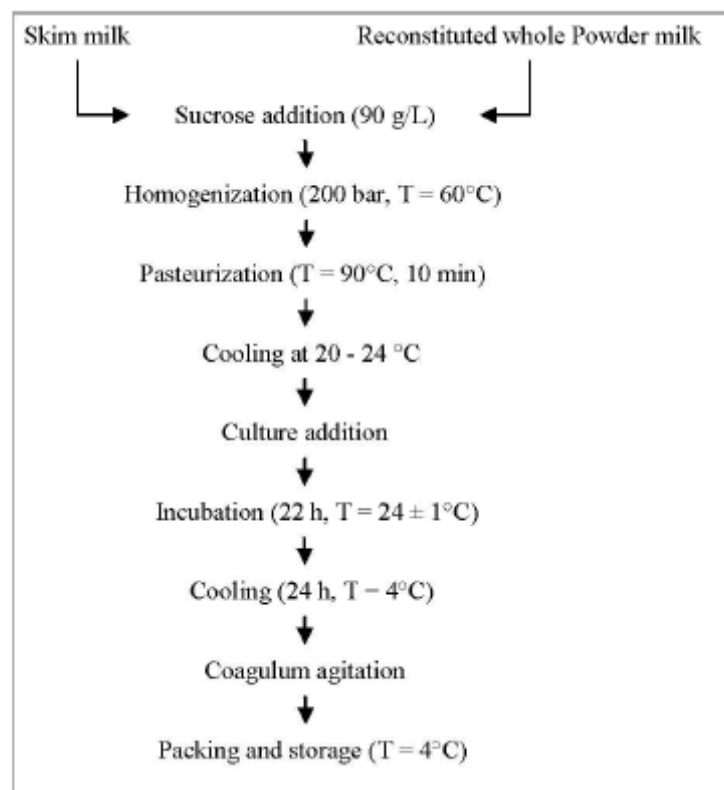 Skim milk
Reconstituted whole Powder milk
Sucrose addition (90 g/L)
Homogenization (200 bar, T = 60°C)
Pasteurization (T = 90°C, 10 min)
Cooling at 20 - 24 °C
Culture addition
Incubation (22 h, T = 24 ± 1°C)
Cooling (24 h, T – 4°C)
Coagulum agitation
Packing and storage (T = 4°C)